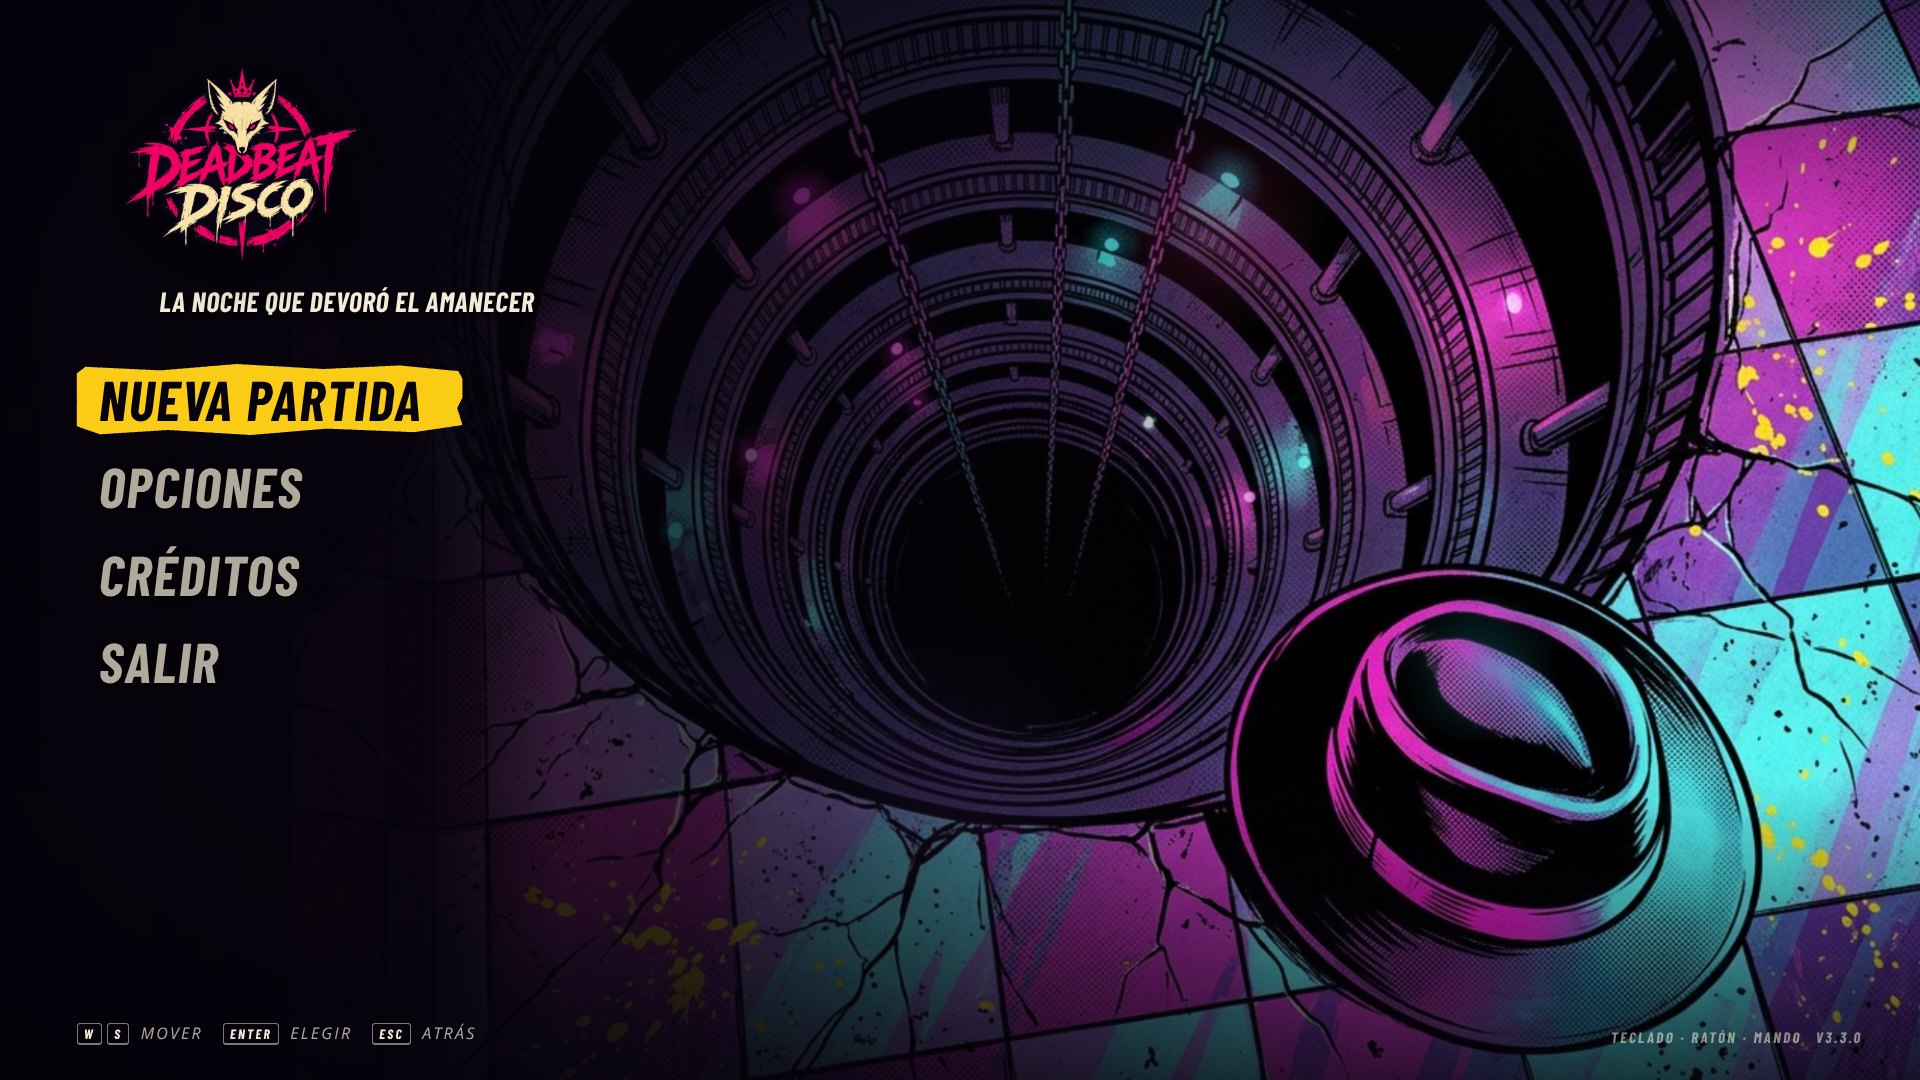 DEADBEAT
DISCO
LA NOCHE QUE DEVORÓ EL AMANECER
NUEVA PARTIDA
OPCIONES
CRÉDITOS
SALIR
W S MOVER ENTER ELEGIR ESC ATRÁS
TECLADO · RATÓN · MANDO V3.3.0